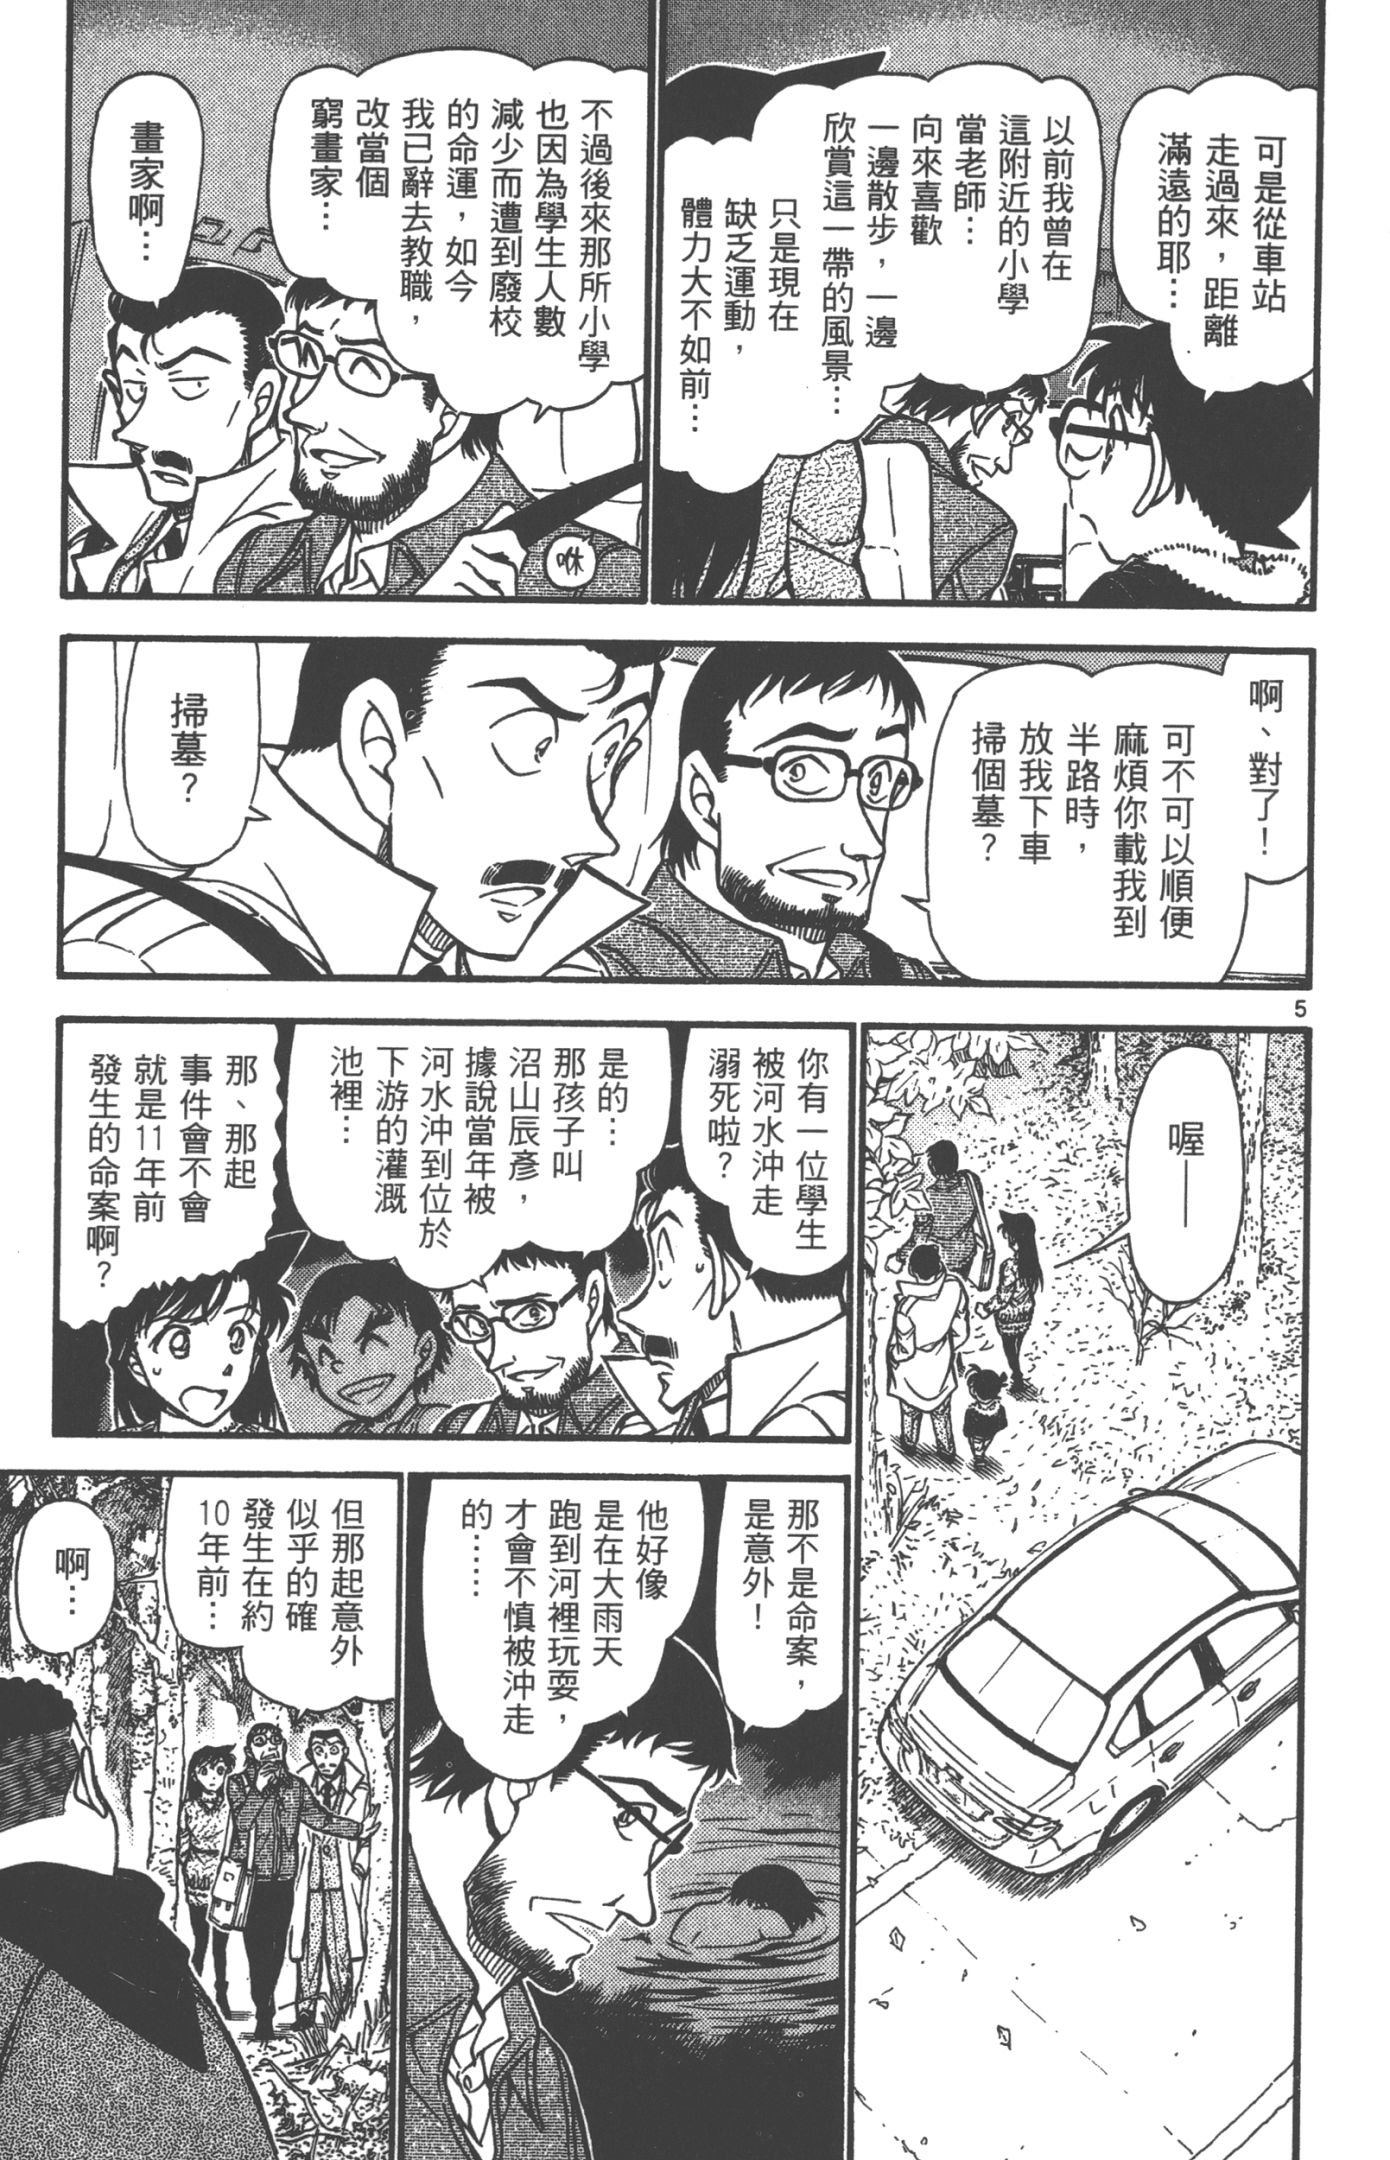 可是從車站
走過來，距離
滿遠的耶…
以前我曾在
這附近的小學
當老師…
向來喜歡
一邊散步，一邊
欣賞這一帶的風景…
只是現在
缺乏運動，
體力大不如前…
不過後來那所小學
也因為學生人數
減少而遭到廢校
的命運，如今
我已辭去教職，
改當個
窮畫家…
畫家啊…
咻
啊、對了！
可不可以順便
麻煩你載我到
半路時，
放我下車
掃個墓？
掃墓？
5
喔——
你有一位學生
被河水沖走
溺死啦？
是的…
那孩子叫
沼山辰彥，
據說當年被
河水沖到位於
下游的灌溉
池裡…
那、那起
事件會不會
就是11年前
發生的命案啊？
那不是命案，
是意外！
他好像
是在大雨天
跑到河裡玩耍，
才會不慎被沖走
的……
但那起意外
似乎的確
發生在約
10年前…
啊…